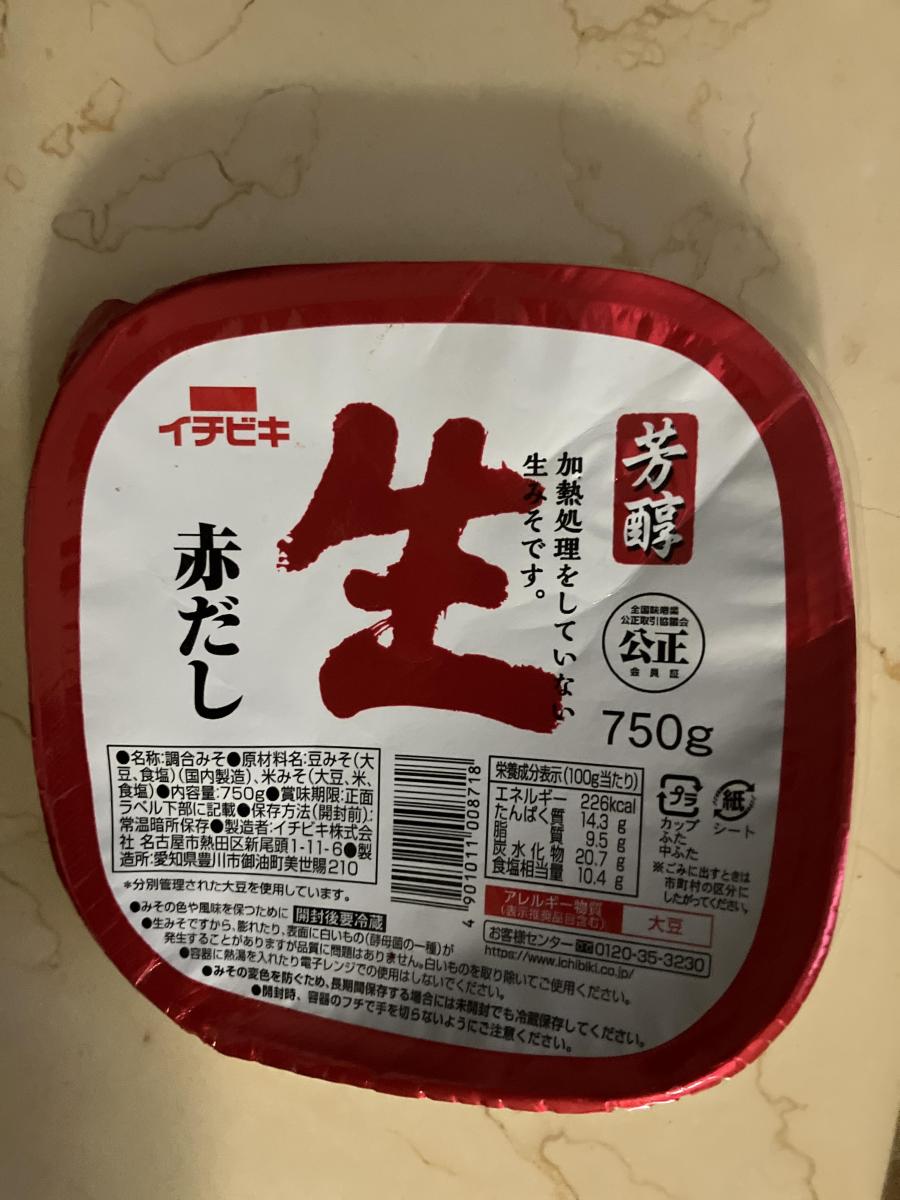 イチビキ
芳醇
生
加熱処理をしていない
生みそです。
赤だし
全国味噌業
公正取引協議会
公正
会員証
750g
●名称:調合みそ●原材料名:豆みそ(大
豆、食塩)(国内製造)、米みそ(大豆、米、
食塩)●内容量:750g●賞味期限:正面
ラベル下部に記載●保存方法(開封前):
常温暗所保存●製造者:イチビキ株式会
社 名古屋市熱田区新尾頭1-11-6●製
造所:愛知県豊川市御油町美世賜210
4 901011 008718
栄養成分表示(100g当たり)
エネルギー 226kcal
たんぱく質 14.3 g
脂質 9.5 g
炭水化物 20.7 g
食塩相当量 10.4 g
プラ
カップ
ふた
中ふた
紙
シート
※ごみに出すときは
市町村の区分に
したがってください。
アレルギー物質
(表示推奨品目含む)
大豆
お客様センター 0120-35-3230
https://www.ichibiki.co.jp/
*分別管理された大豆を使用しています。
●みその色や風味を保つために 開封後要冷蔵
●生みそですから、膨れたり、表面に白いもの(酵母菌の一種)が
発生することがありますが品質に問題はありません。白いものを取り除いてご使用ください。
●容器に熱湯を入れたり電子レンジでの使用はしないでください。
●みその変色を防ぐため、長期間保存する場合には未開封でも冷蔵保存してください。
●開封時、容器のフチで手を切らないようにご注意ください。